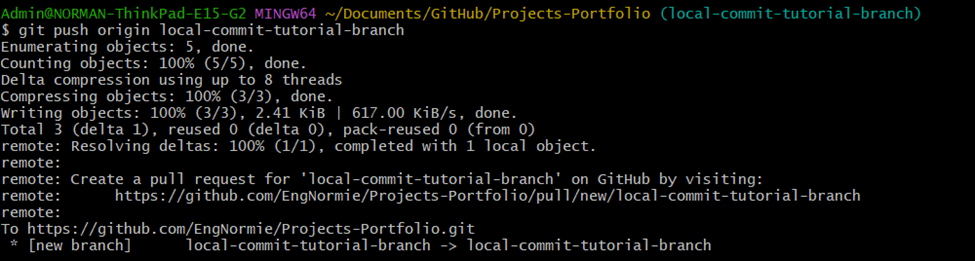 Admin@NORMAN-ThinkPad-E15-G2 MINGW64 ~/Documents/GitHub/Projects-Portfolio (local-commit-tutorial-branch)
$ git push origin local-commit-tutorial-branch
Enumerating objects: 5, done.
Counting objects: 100% (5/5), done.
Delta compression using up to 8 threads
Compressing objects: 100% (3/3), done.
Writing objects: 100% (3/3), 2.41 KiB | 617.00 KiB/s, done.
Total 3 (delta 1), reused 0 (delta 0), pack-reused 0 (from 0)
remote: Resolving deltas: 100% (1/1), completed with 1 local object.
remote:
remote: Create a pull request for 'local-commit-tutorial-branch' on GitHub by visiting:
remote:      https://github.com/EngNormie/Projects-Portfolio/pull/new/local-commit-tutorial-branch
remote:
To https://github.com/EngNormie/Projects-Portfolio.git
 * [new branch]      local-commit-tutorial-branch -> local-commit-tutorial-branch